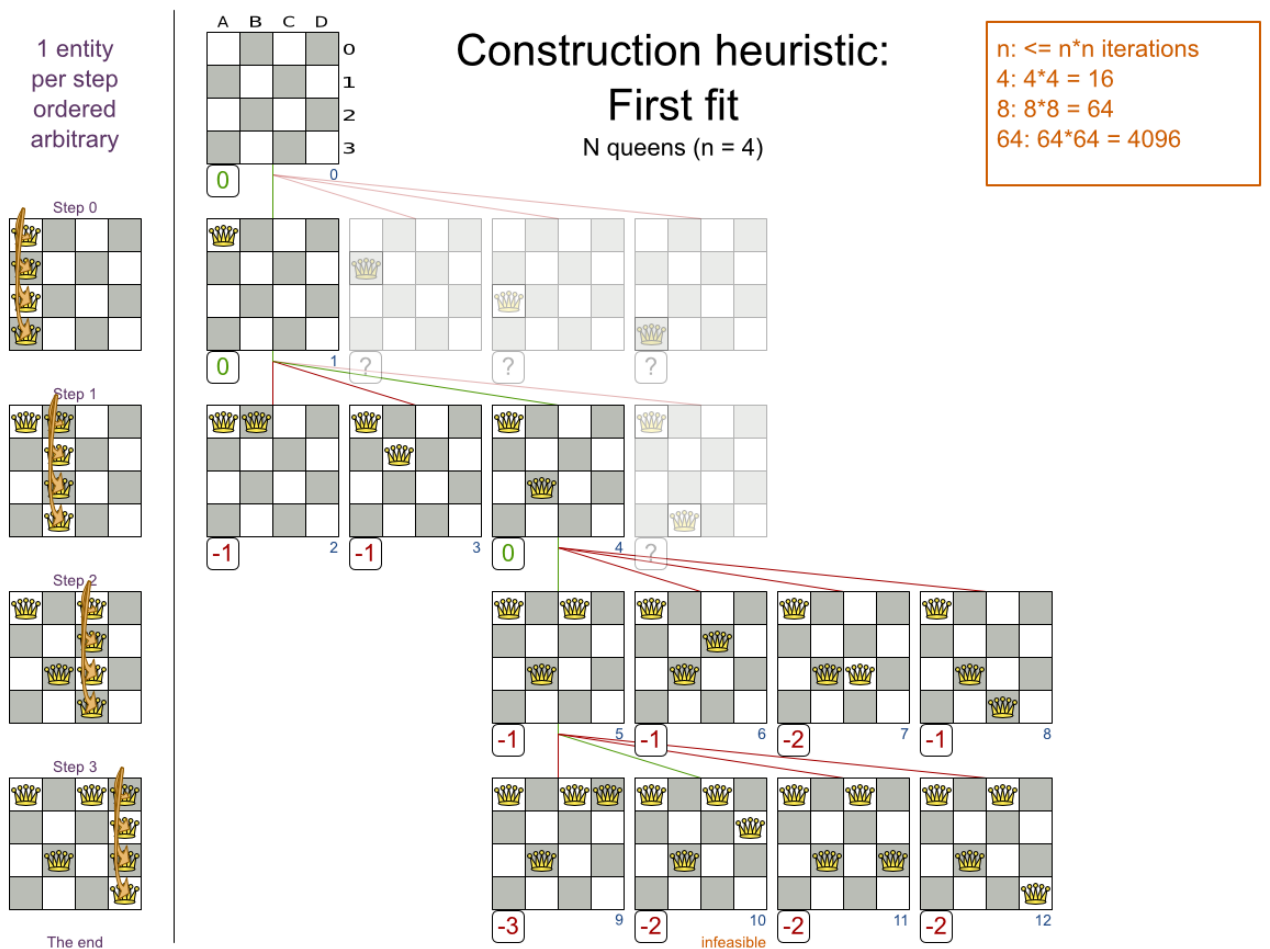 1 entity
per step
ordered
arbitrary
A B C D
0
1
2
3
0
0
Construction heuristic:
First fit
N queens (n = 4)
n: <= n*n iterations
4: 4*4 = 16
8: 8*8 = 64
64: 64*64 = 4096
Step 0
0
1
?
?
?
Step 1
-1
2
-1
3
0
4
?
Step 2
-1
5
-1
6
-2
7
-1
8
Step 3
-3
9
-2
10
infeasible
-2
11
-2
12
The end